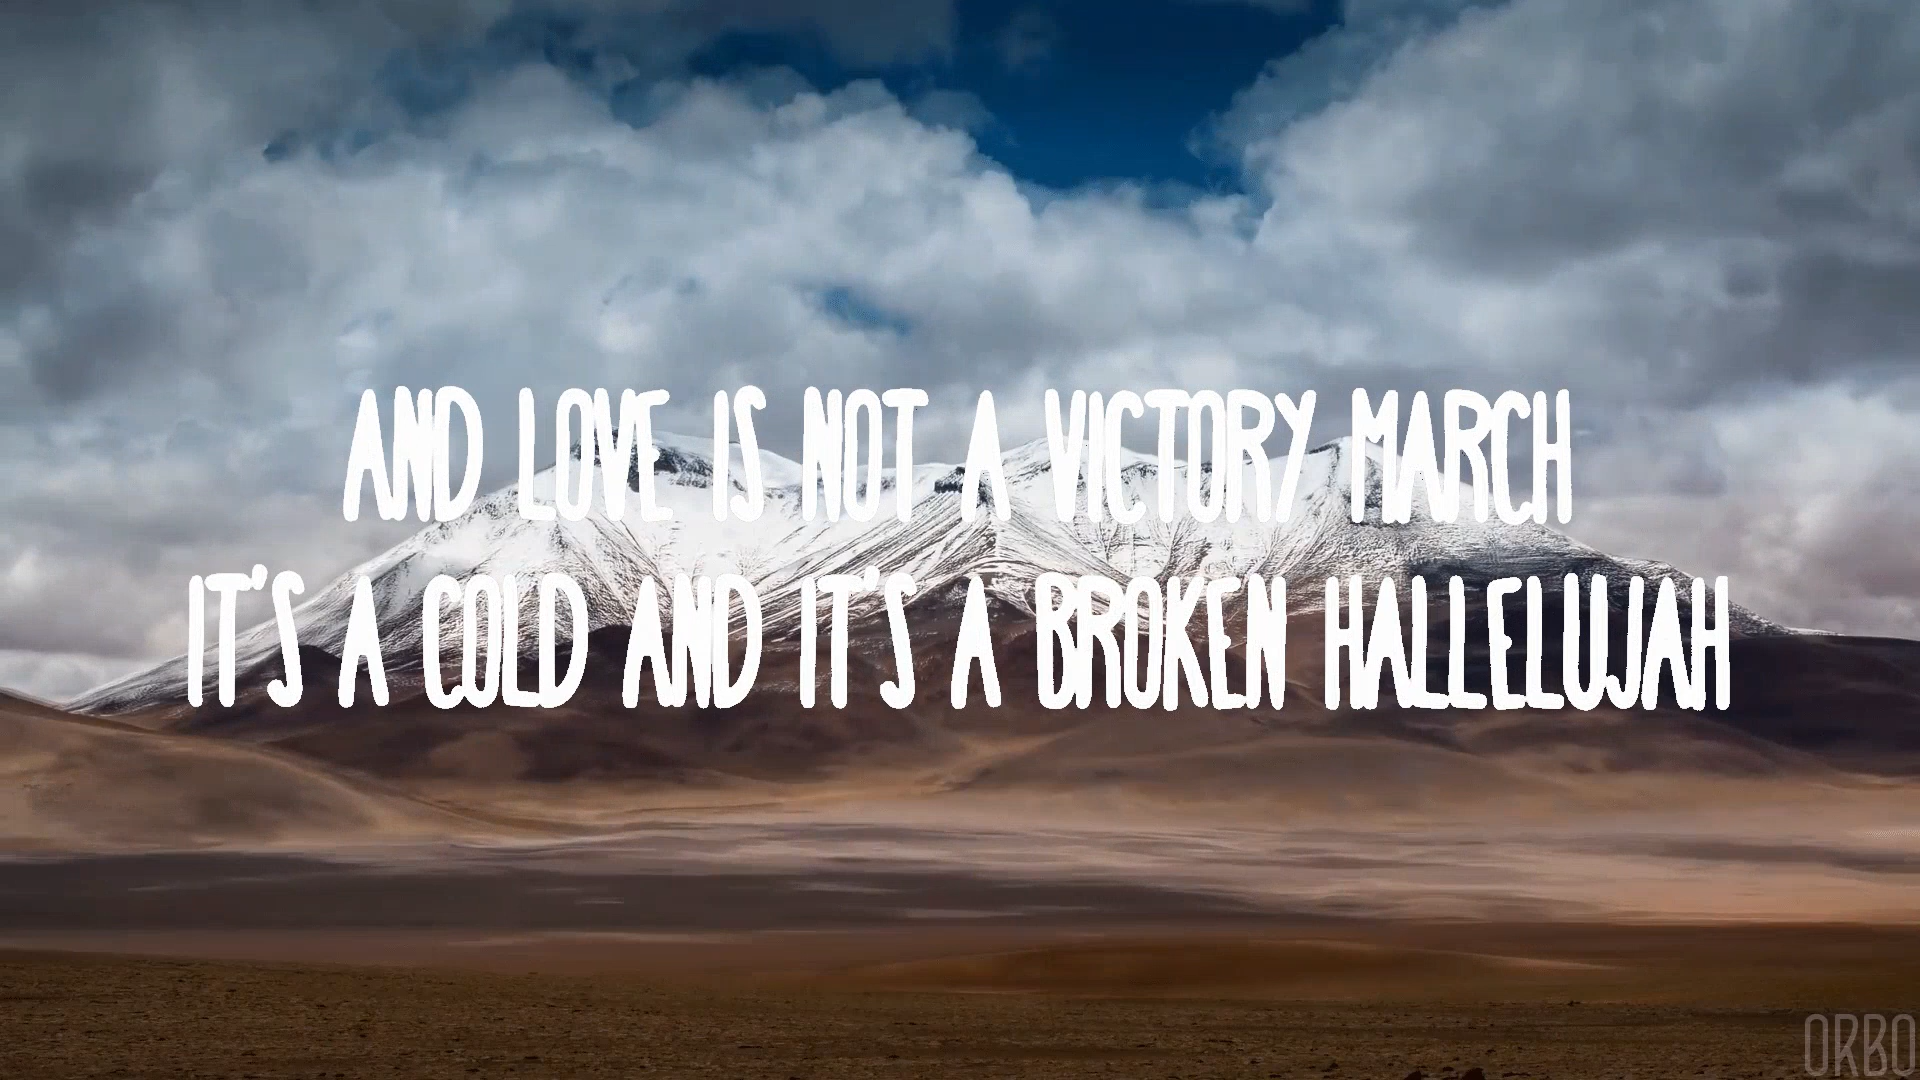 AND LOVE IS NOT A VICTORY MARCH
IT'S A COLD AND IT'S A BROKEN HALLELUJAH
ORBO